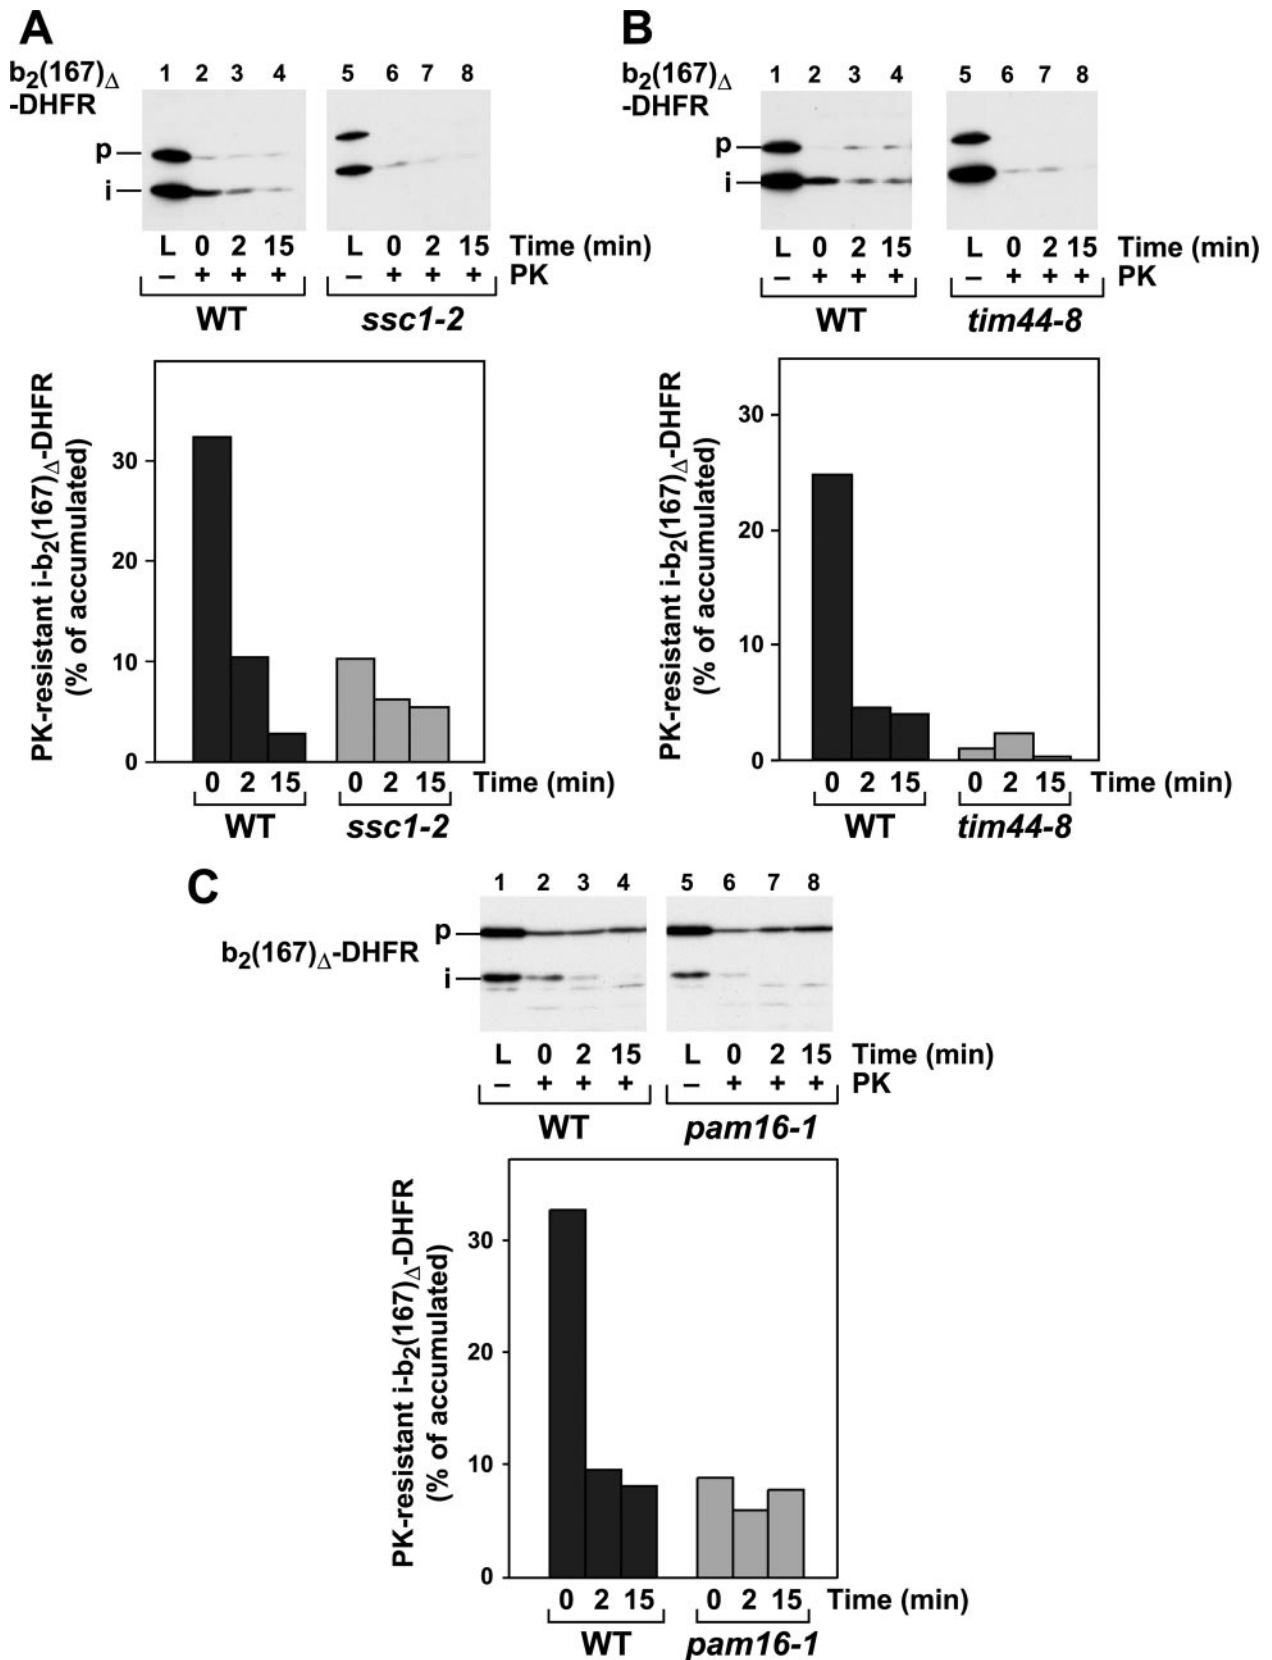 A
b2(167)Δ
-DHFR
1 2 3 4 5 6 7 8
p
i
L 0 2 15 L 0 2 15 Time (min)
– + + + – + + + PK
WT ssc1-2
PK-resistant i-b2(167)Δ-DHFR
(% of accumulated)
30
20
10
0
0 2 15 0 2 15 Time (min)
WT ssc1-2
B
b2(167)Δ
-DHFR
1 2 3 4 5 6 7 8
p
i
L 0 2 15 L 0 2 15 Time (min)
– + + + – + + + PK
WT tim44-8
PK-resistant i-b2(167)Δ-DHFR
(% of accumulated)
30
20
10
0
0 2 15 0 2 15 Time (min)
WT tim44-8
C
1 2 3 4 5 6 7 8
b2(167)Δ-DHFR
p
i
L 0 2 15 L 0 2 15 Time (min)
– + + + – + + + PK
WT pam16-1
PK-resistant i-b2(167)Δ-DHFR
(% of accumulated)
30
20
10
0
0 2 15 0 2 15 Time (min)
WT pam16-1